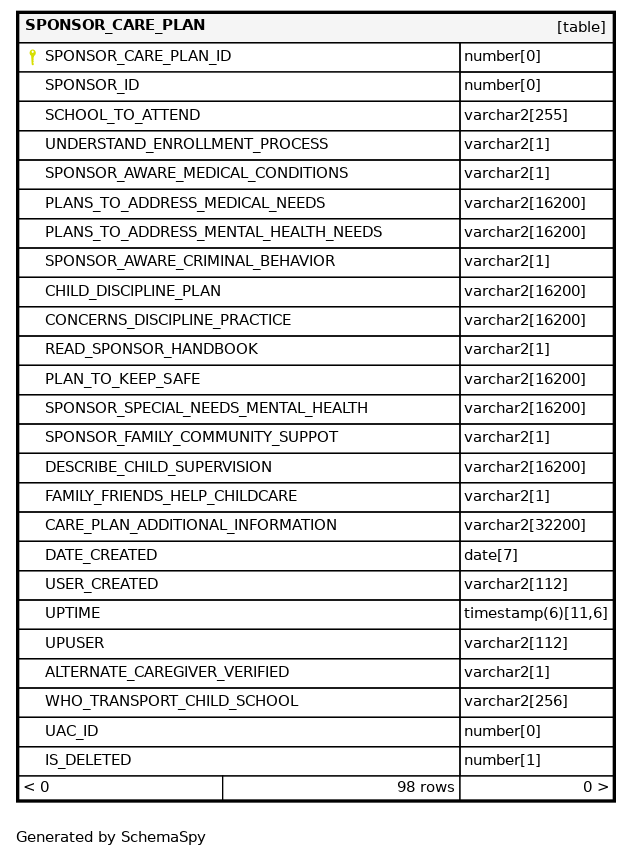 SPONSOR_CARE_PLAN [table]
SPONSOR_CARE_PLAN_ID number[0]
SPONSOR_ID number[0]
SCHOOL_TO_ATTEND varchar2[255]
UNDERSTAND_ENROLLMENT_PROCESS varchar2[1]
SPONSOR_AWARE_MEDICAL_CONDITIONS varchar2[1]
PLANS_TO_ADDRESS_MEDICAL_NEEDS varchar2[16200]
PLANS_TO_ADDRESS_MENTAL_HEALTH_NEEDS varchar2[16200]
SPONSOR_AWARE_CRIMINAL_BEHAVIOR varchar2[1]
CHILD_DISCIPLINE_PLAN varchar2[16200]
CONCERNS_DISCIPLINE_PRACTICE varchar2[16200]
READ_SPONSOR_HANDBOOK varchar2[1]
PLAN_TO_KEEP_SAFE varchar2[16200]
SPONSOR_SPECIAL_NEEDS_MENTAL_HEALTH varchar2[16200]
SPONSOR_FAMILY_COMMUNITY_SUPPOT varchar2[1]
DESCRIBE_CHILD_SUPERVISION varchar2[16200]
FAMILY_FRIENDS_HELP_CHILDCARE varchar2[1]
CARE_PLAN_ADDITIONAL_INFORMATION varchar2[32200]
DATE_CREATED date[7]
USER_CREATED varchar2[112]
UPTIME timestamp(6)[11,6]
UPUSER varchar2[112]
ALTERNATE_CAREGIVER_VERIFIED varchar2[1]
WHO_TRANSPORT_CHILD_SCHOOL varchar2[256]
UAC_ID number[0]
IS_DELETED number[1]
< 0 98 rows 0 >
Generated by SchemaSpy